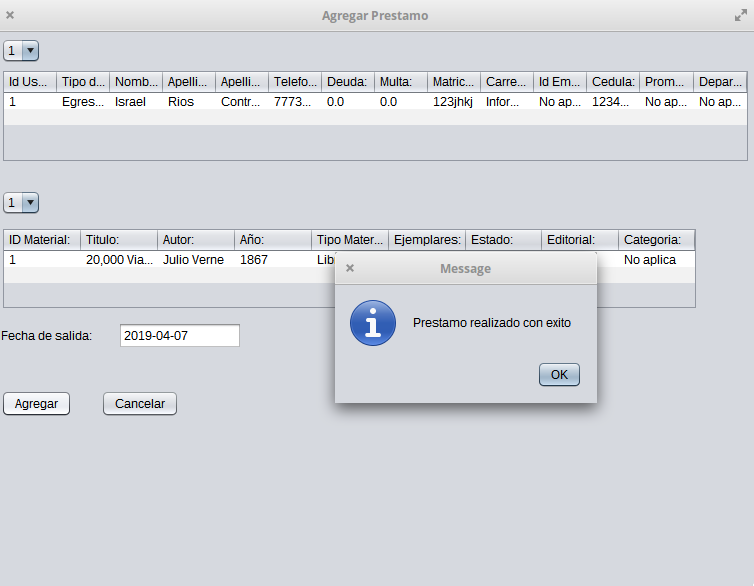 Agregar Prestamo
1
Id Us... Tipo d... Nomb... Apelli... Apelli... Telefo... Deuda: Multa: Matric... Carre... Id Em... Cedula: Prom... Depar...
1 Egres... Israel Rios Contr... 7773... 0.0 0.0 123jhkj Infor... No ap... 1234... No ap... No ap...
1
ID Material: Titulo: Autor: Año: Tipo Mater... Ejemplares: Estado: Editorial: Categoria:
1 20,000 Via... Julio Verne 1867 Lib No aplica
Message
Prestamo realizado con exito
OK
Fecha de salida: 2019-04-07
Agregar Cancelar